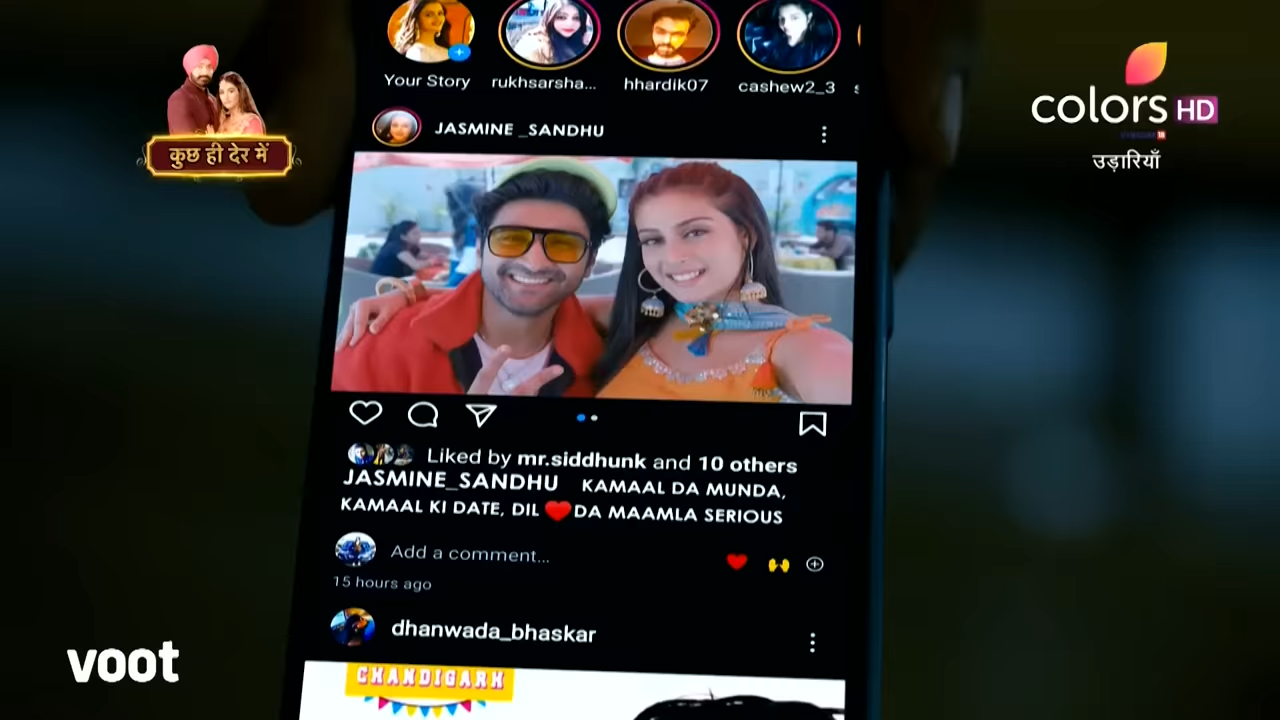 Your Story
rukhsarsha...
hhardik07
cashew2_3
JASMINE _SANDHU
कुछ ही देर में
colors HD
उड़ारियाँ
Liked by mr.siddhunk and 10 others
JASMINE_SANDHU KAMAAL DA MUNDA,
KAMAAL KI DATE, DIL ❤️ DA MAAMLA SERIOUS
Add a comment...
15 hours ago
dhanwada_bhaskar
voot
CHANDIGARH